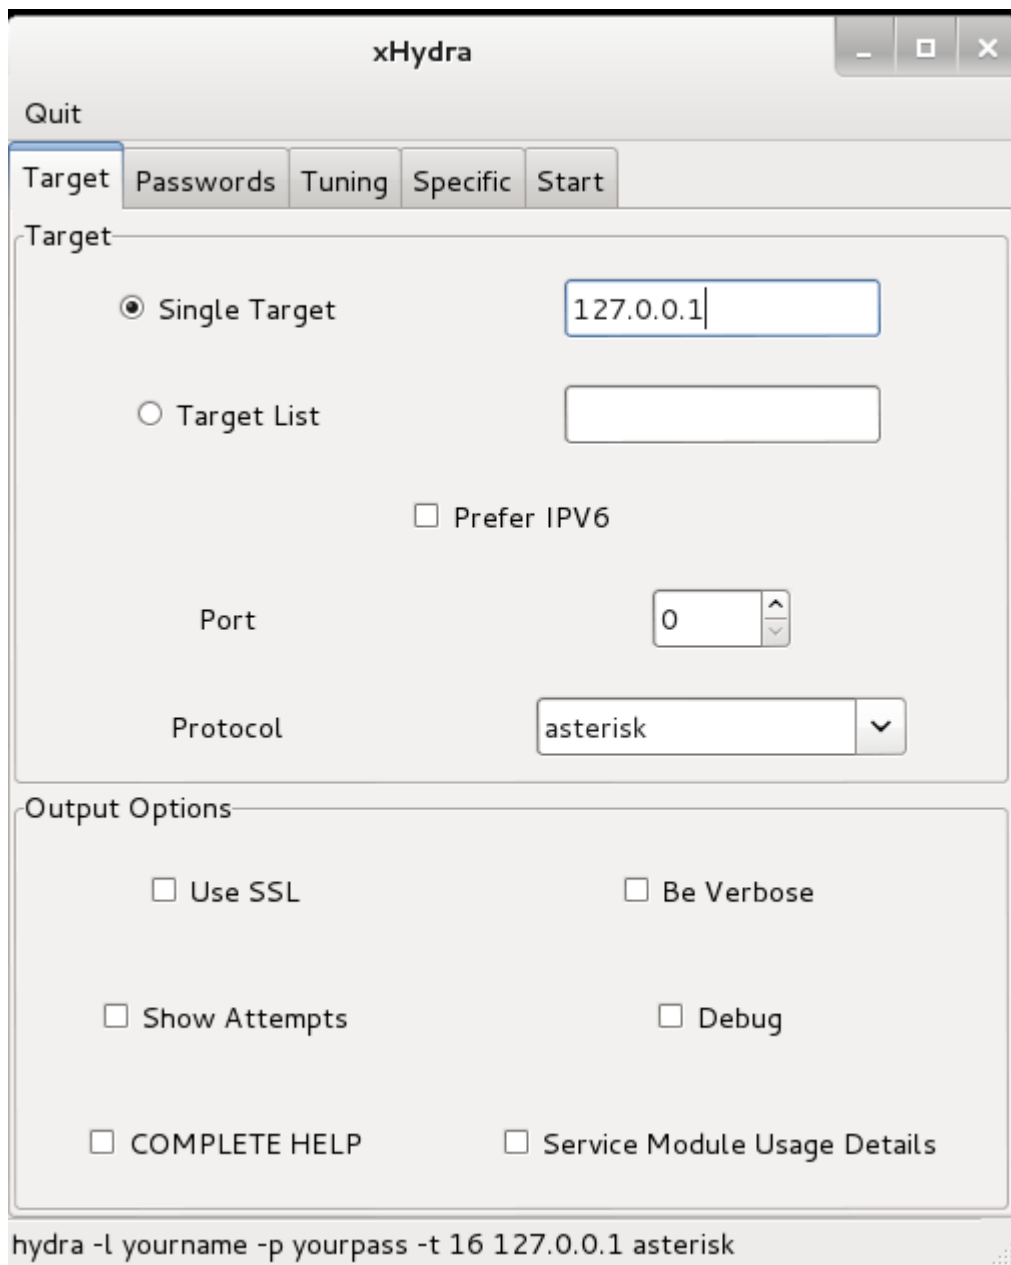 xHydra
Quit
Target Passwords Tuning Specific Start
Target
Single Target 127.0.0.1
Target List
Prefer IPV6
Port 0
Protocol asterisk
Output Options
Use SSL Be Verbose
Show Attempts Debug
COMPLETE HELP Service Module Usage Details
hydra -l yourname -p yourpass -t 16 127.0.0.1 asterisk